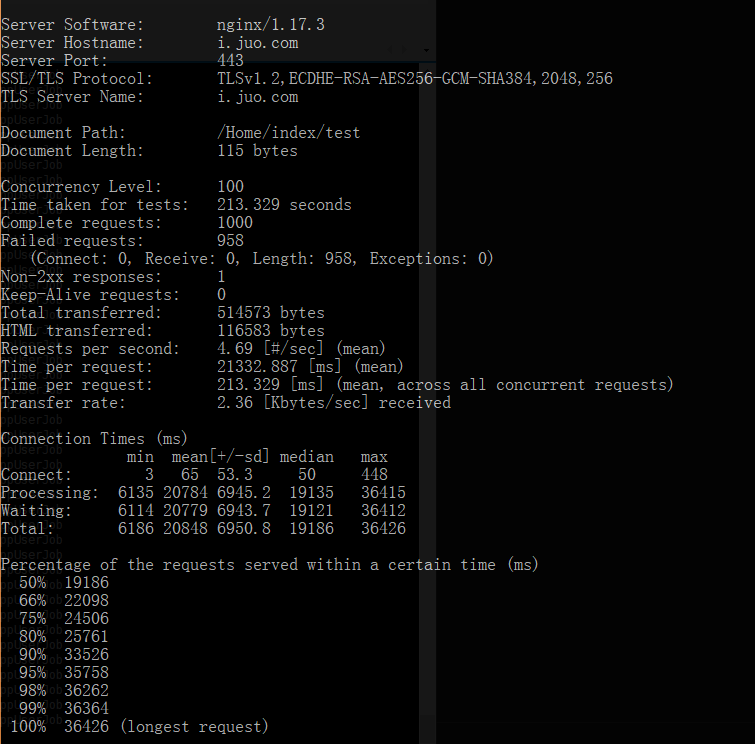 Server Software:        nginx/1.17.3
Server Hostname:        i.juo.com
Server Port:            443
SSL/TLS Protocol:       TLSv1.2,ECDHE-RSA-AES256-GCM-SHA384,2048,256
TLS Server Name:        i.juo.com
Document Path:          /Home/index/test
Document Length:        115 bytes
Concurrency Level:      100
Time taken for tests:   213.329 seconds
Complete requests:      1000
Failed requests:        958
   (Connect: 0, Receive: 0, Length: 958, Exceptions: 0)
Non-2xx responses:      1
Keep-Alive requests:    0
Total transferred:      514573 bytes
HTML transferred:       116583 bytes
Requests per second:    4.69 [#/sec] (mean)
Time per request:       21332.887 [ms] (mean)
Time per request:       213.329 [ms] (mean, across all concurrent requests)
Transfer rate:          2.36 [Kbytes/sec] received
Connection Times (ms)
              min  mean[+/-sd] median   max
Connect:        3   65  53.3     50     448
Processing:  6135 20784 6945.2  19135   36415
Waiting:     6114 20779 6943.7  19121   36412
Total:       6186 20848 6950.8  19186   36426
Percentage of the requests served within a certain time (ms)
  50%  19186
  66%  22098
  75%  24506
  80%  25761
  90%  33526
  95%  35758
  98%  36262
  99%  36364
 100%  36426 (longest request)